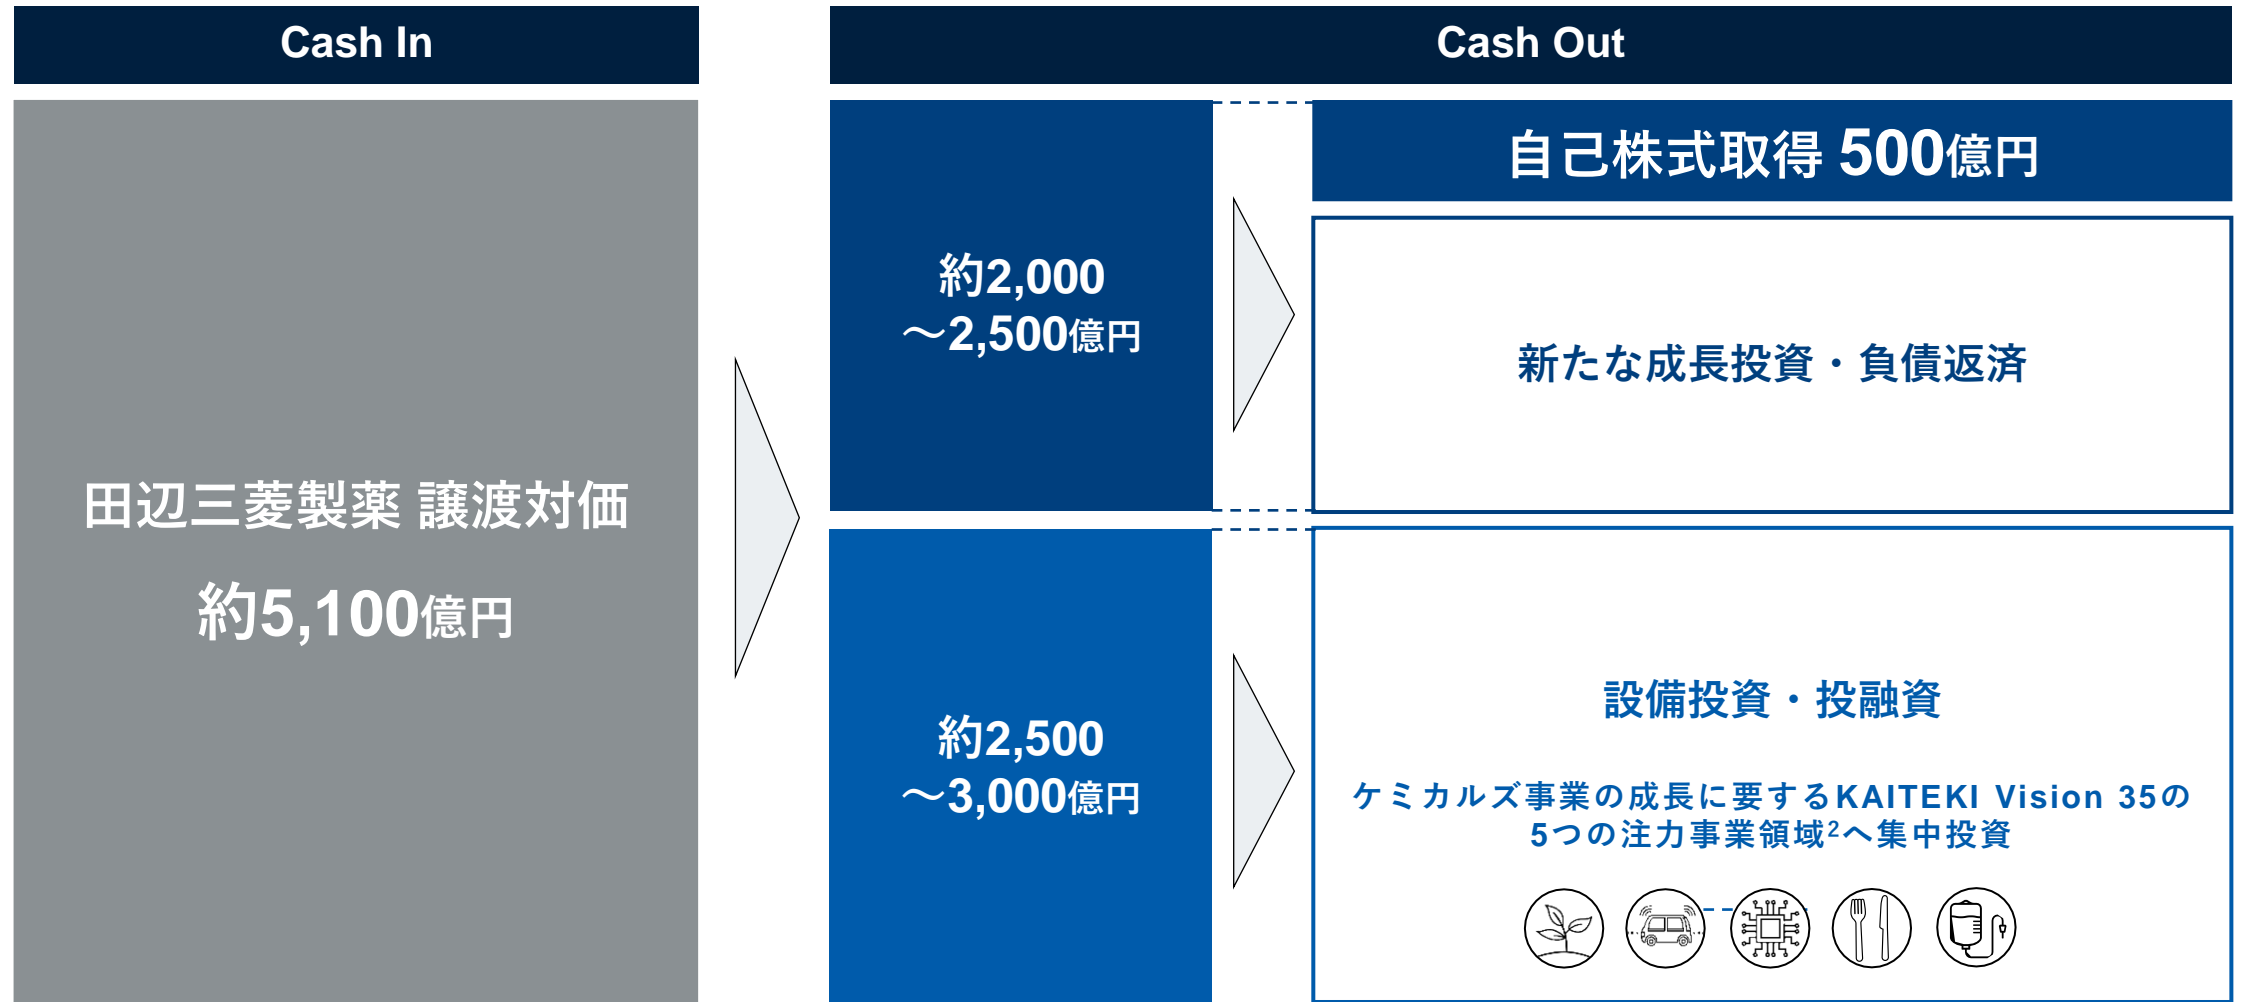 Cash In
Cash Out
田辺三菱製薬 譲渡対価
約5,100億円
約2,000
～2,500億円
自己株式取得 500億円
新たな成長投資・負債返済
約2,500
～3,000億円
設備投資・投融資
ケミカルズ事業の成長に要するKAITEKI Vision 35の
5つの注力事業領域2へ集中投資